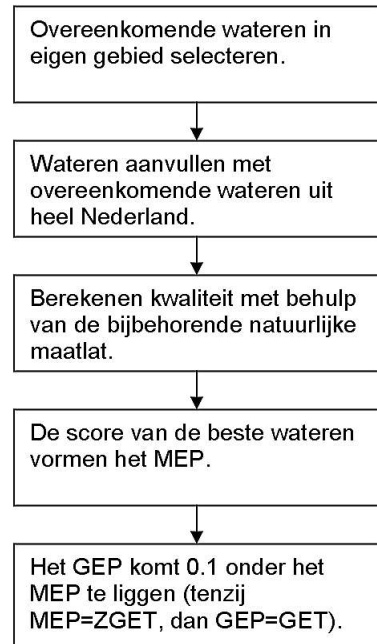 Overeenkomende wateren in
eigen gebied selecteren.
Wateren aanvullen met
overeenkomende wateren uit
heel Nederland.
Berekenen kwaliteit met behulp
van de bijbehorende natuurlijke
maatlat.
De score van de beste wateren
vormen het MEP.
Het GEP komt 0.1 onder het
MEP te liggen (tenzij
MEP=ZGET, dan GEP=GET).